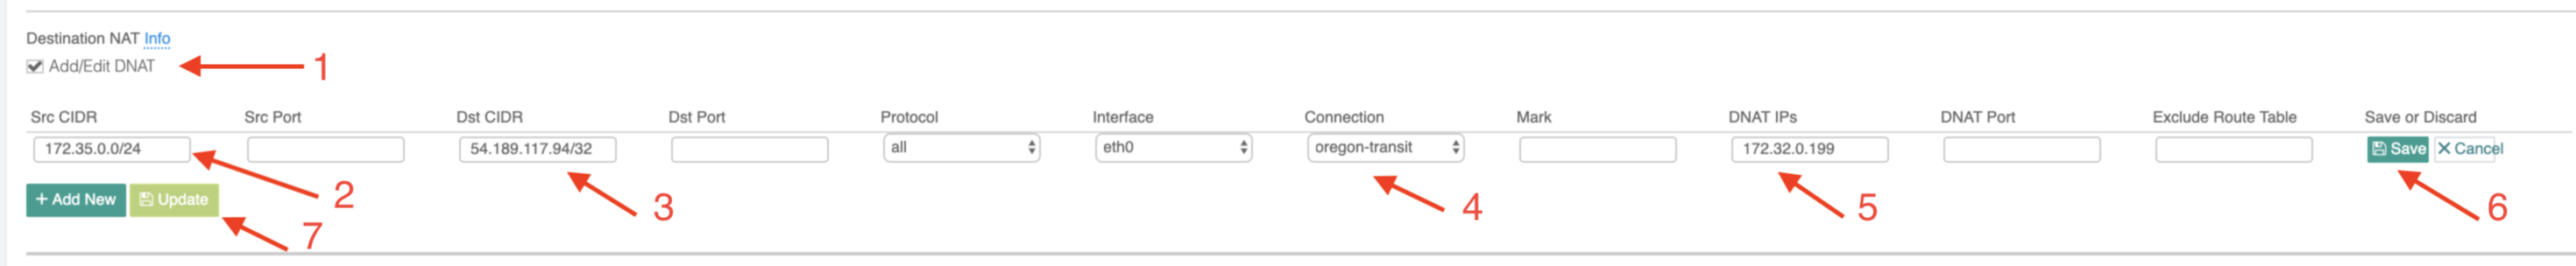 Destination NAT Info
Add/Edit DNAT 1
Src CIDR Src Port Dst CIDR Dst Port Protocol Interface Connection Mark DNAT IPs DNAT Port Exclude Route Table Save or Discard
172.35.0.0/24 54.189.117.94/32 all eth0 oregon-transit 172.32.0.199 Save Cancel
+ Add New Update 2 3 4 5 6
7